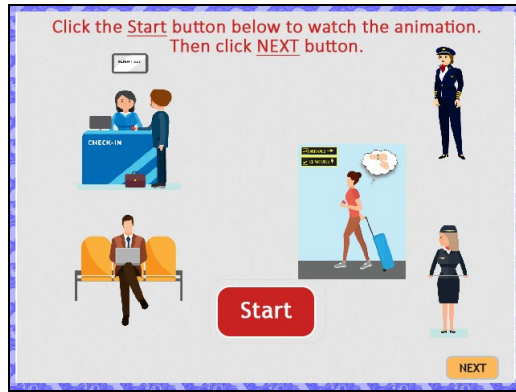 Click the Start button below to watch the animation.
Then click NEXT button.
CHECK-IN
Start
NEXT